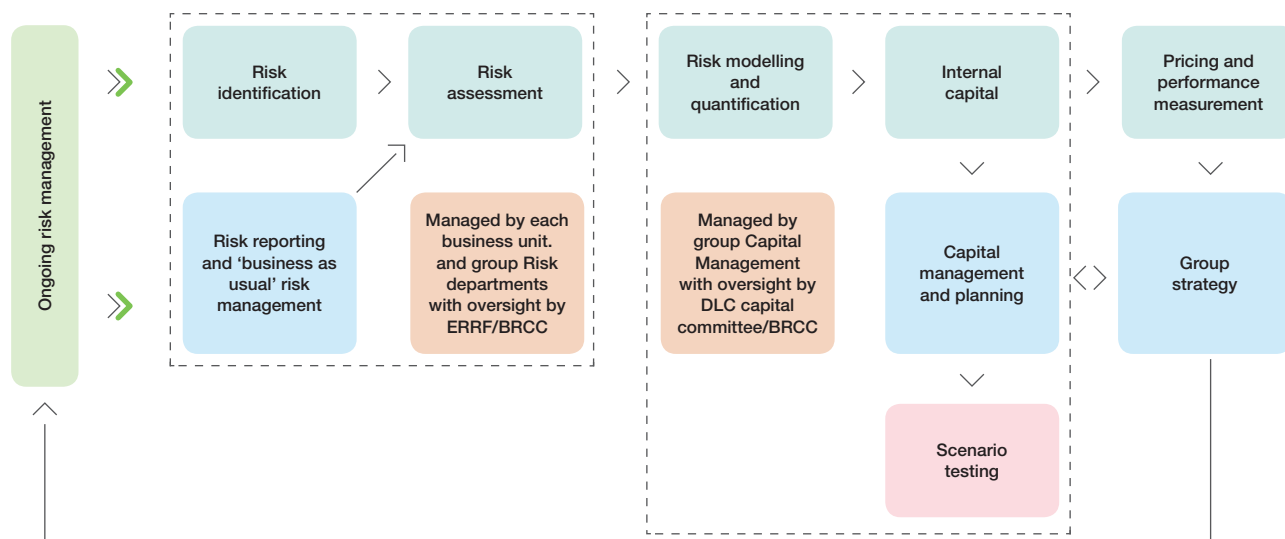 Ongoing risk management
Risk
identification
Risk
assessment
Risk modelling
and
quantification
Internal
capital
Pricing and
performance
measurement
Risk reporting
and ‘business as
usual’ risk
management
Managed by each
business unit.
and group Risk
departments
with oversight by
ERRF/BRCC
Managed by
group Capital
Management
with oversight by
DLC capital
committee/BRCC
Capital
management
and planning
Group
strategy
Scenario
testing